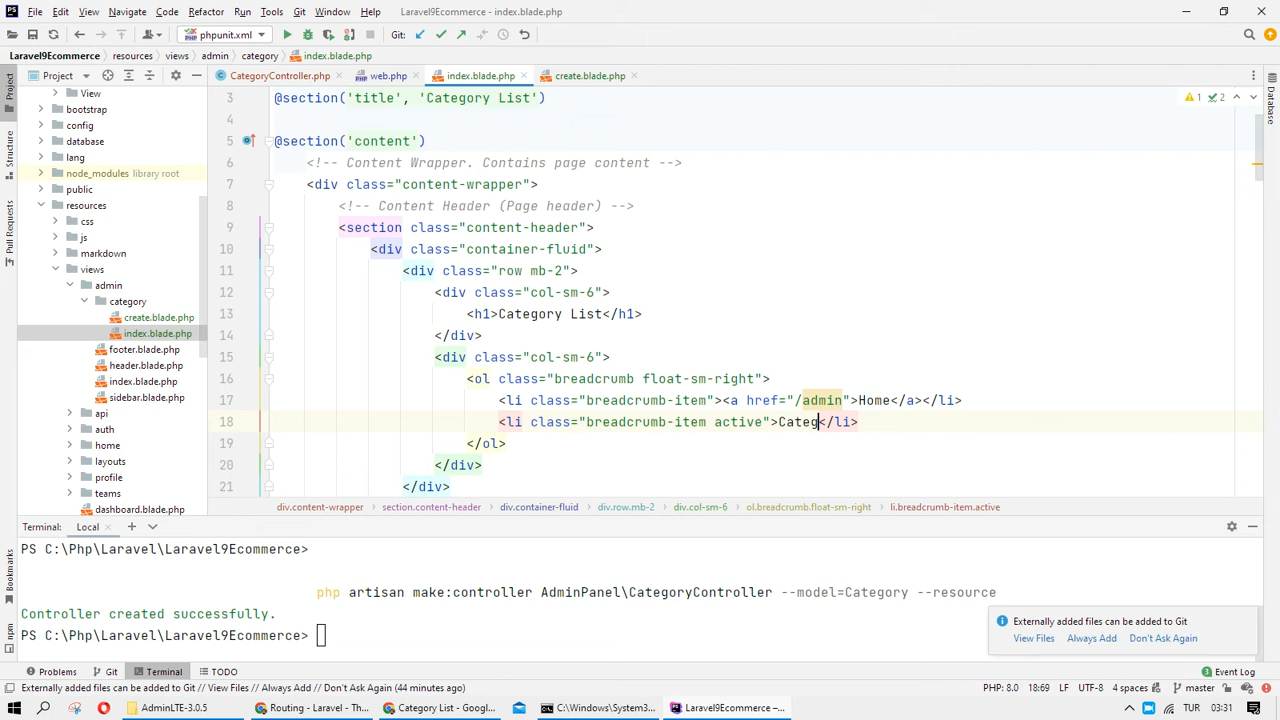 File Edit View Navigate Code Refactor Run Tools Git Window Help Laravel9Ecommerce - index.blade.php
phpunit.xml Git:
Laravel9Ecommerce resources views admin category index.blade.php
Project CategoryController.php web.php index.blade.php create.blade.php
View
bootstrap
config
database
lang
node_modules library root
public
resources
css
js
markdown
views
admin
category
create.blade.php
index.blade.php
footer.blade.php
header.blade.php
index.blade.php
sidebar.blade.php
api
auth
home
layouts
profile
teams
dashboard.blade.php
Project
Structure
Pull Requests
Bookmarks
npm
Database
1 2
3 @section('title', 'Category List')
4
5 @section('content')
6 <!-- Content Wrapper. Contains page content -->
7 <div class="content-wrapper">
8 <!-- Content Header (Page header) -->
9 <section class="content-header">
10 <div class="container-fluid">
11 <div class="row mb-2">
12 <div class="col-sm-6">
13 <h1>Category List</h1>
14 </div>
15 <div class="col-sm-6">
16 <ol class="breadcrumb float-sm-right">
17 <li class="breadcrumb-item"><a href="/admin">Home</a></li>
18 <li class="breadcrumb-item active">Categ</li>
19 </ol>
20 </div>
21 </div>
div.content-wrapper section.content-header div.container-fluid div.row.mb-2 div.col-sm-6 ol.breadcrumb.float-sm-right li.breadcrumb-item.active
Terminal: Local
PS C:\Php\Laravel\Laravel9Ecommerce>
php artisan make:controller AdminPanel\CategoryController --model=Category --resource
Controller created successfully.
PS C:\Php\Laravel\Laravel9Ecommerce>
Externally added files can be added to Git
View Files Always Add Don't Ask Again
Problems Git Terminal TODO Event Log
Externally added files can be added to Git // View Files // Always Add // Don't Ask Again (44 minutes ago) PHP: 8.0 18:69 LF UTF-8 4 spaces master
AdminLTE-3.0.5 Routing - Laravel - Th... Category List - Googl... C:\Windows\System3... Laravel9Ecommerce –... TUR 03:31